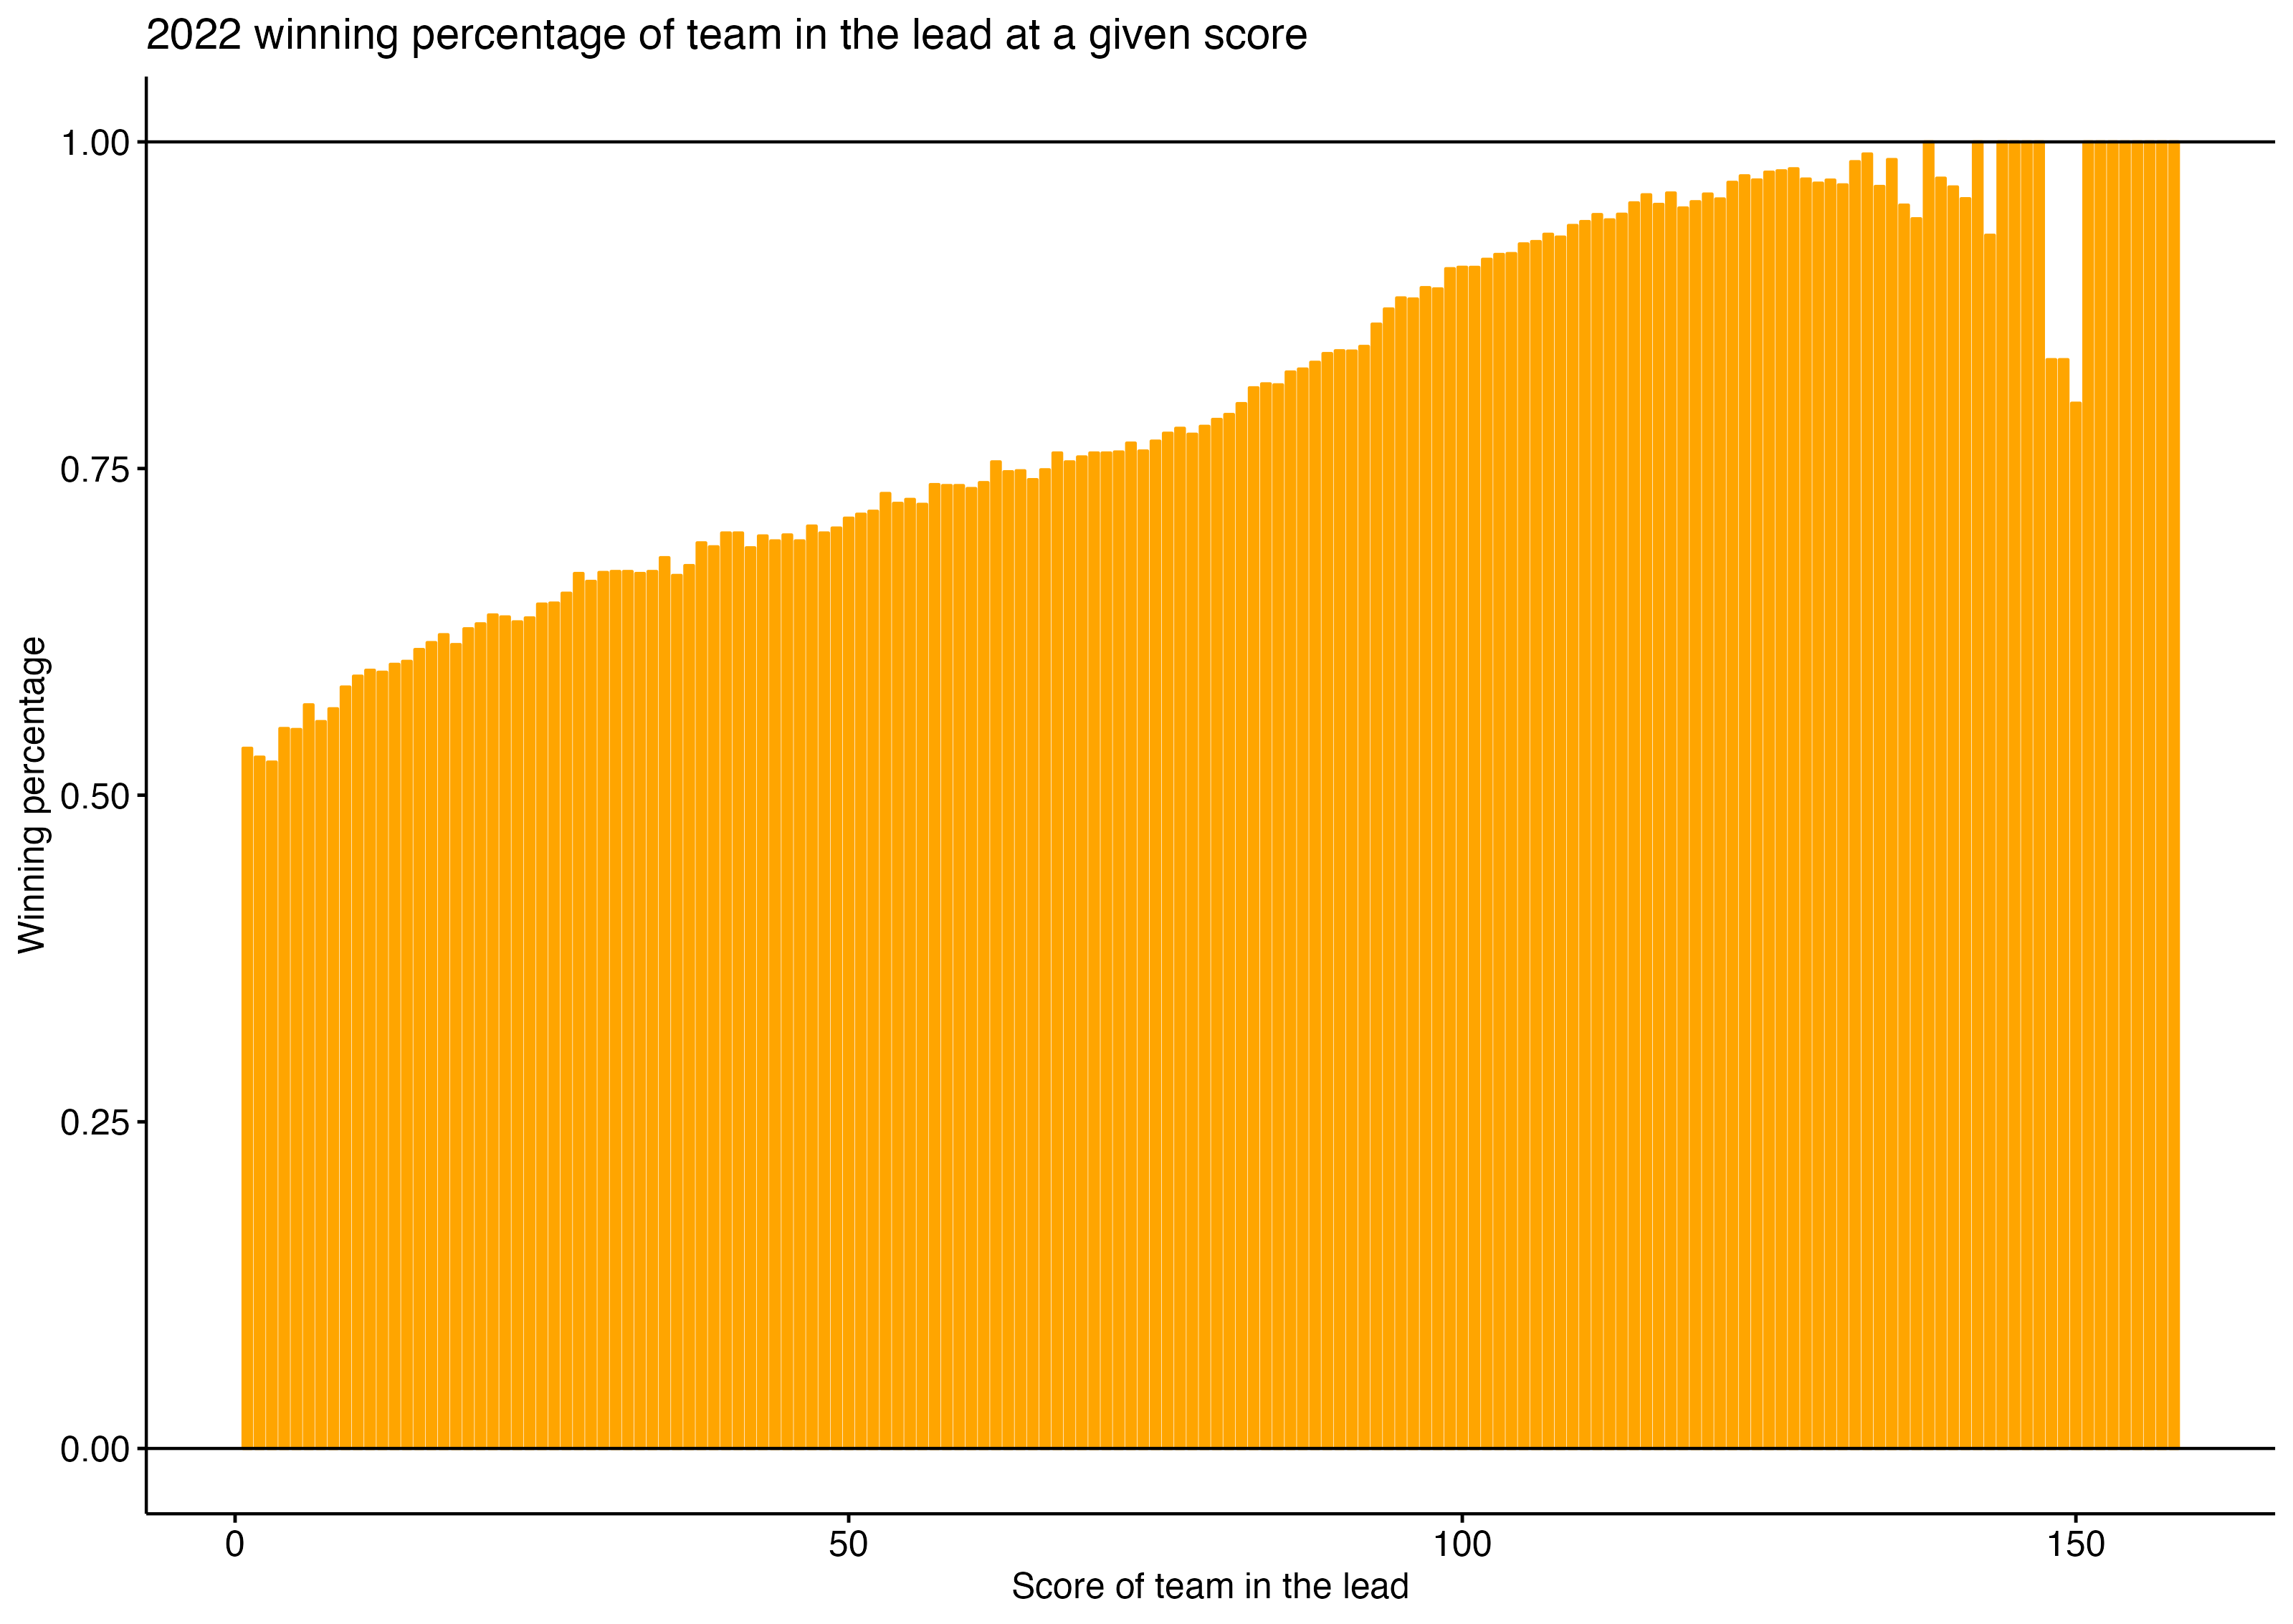 2022 winning percentage of team in the lead at a given score
1.00
0.75
0.50
0.25
0.00
Winning percentage
0 50 100 150
Score of team in the lead